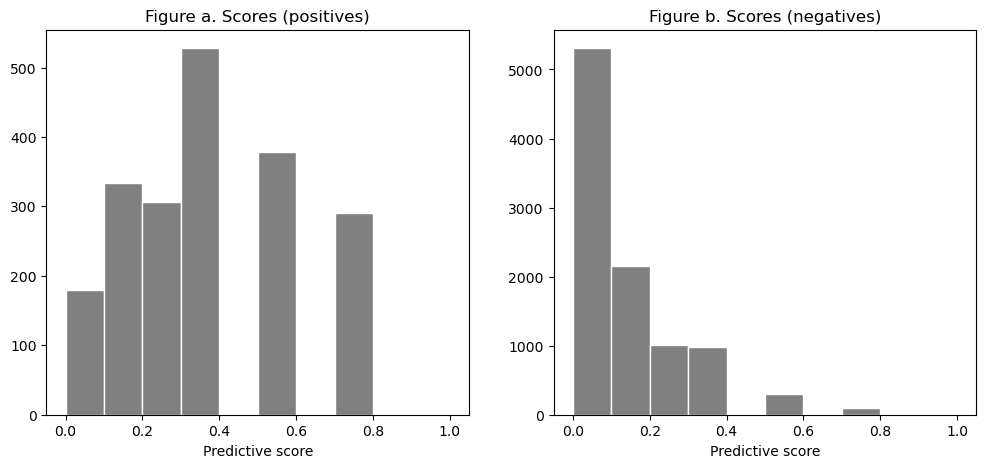 Figure a. Scores (positives)
500
400
300
200
100
0
0.0 0.2 0.4 0.6 0.8 1.0
Predictive score
Figure b. Scores (negatives)
5000
4000
3000
2000
1000
0
0.0 0.2 0.4 0.6 0.8 1.0
Predictive score